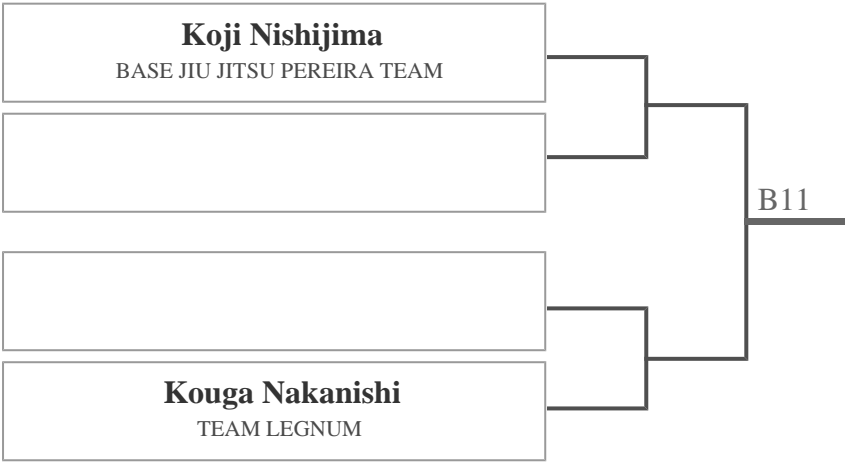 Koji Nishijima
BASE JIU JITSU PEREIRA TEAM
B11
Kouga Nakanishi
TEAM LEGNUM